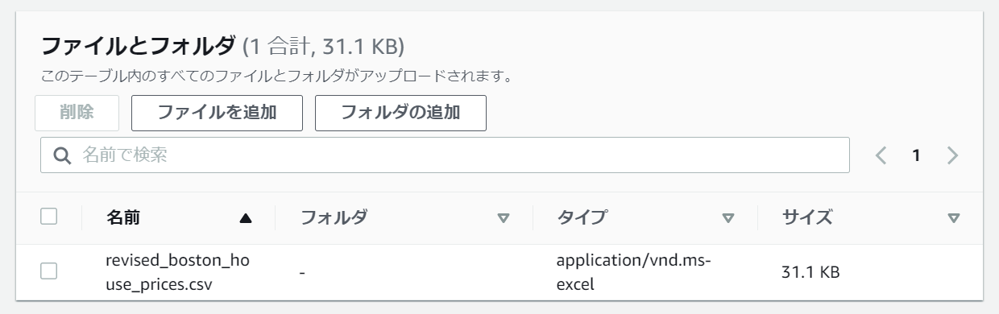 ファイルとフォルダ (1 合計, 31.1 KB)
このテーブル内のすべてのファイルとフォルダがアップロードされます。
削除 ファイルを追加 フォルダの追加
名前で検索 1
名前 フォルダ タイプ サイズ
revised_boston_ho
use_prices.csv
-
application/vnd.ms-
excel
31.1 KB